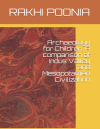 RAKHI POONIA
Archaeology
for Children - A
comparison of
Indus Valley
and
Mesopotamian
Civilization